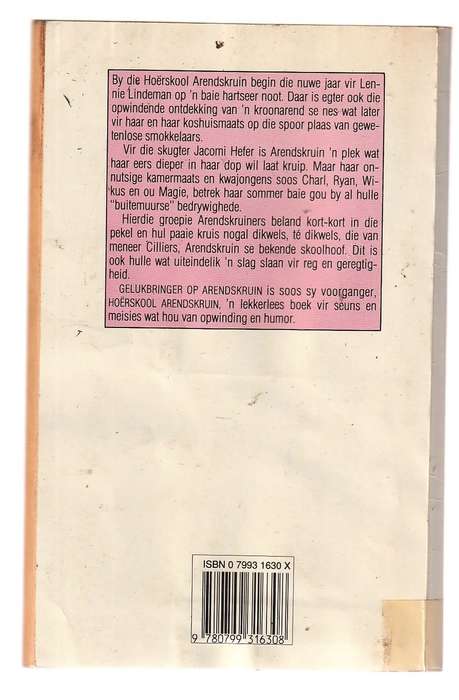 By die Hoërskool Arendskruin begin die nuwe jaar vir Len-
nie Lindeman op 'n baie hartseer noot. Daar is egter ook die
opwindende ontdekking van 'n kroonarend se nes wat later
vir haar en haar koshuismaats op die spoor plaas van gewe-
tenlose smokkelaars.
Vir die skugter Jacomi Hefer is Arendskruin 'n plek wat
haar eers dieper in haar dop wil laat kruip. Maar haar on-
nutsige kamermaats en kwajongens soos Charl, Ryan, Wi-
kus en ou Magie, betrek haar sommer baie gou by al hulle
"buitemuurse" bedrywighede.
Hierdie groepie Arendskruiners beland kort-kort in die
pekel en hul paaie kruis nogal dikwels, té dikwels, die van
meneer Cilliers, Arendskruin se bekende skoolhoof. Dit is
ook hulle wat uiteindelik 'n slag slaan vir reg en geregtig-
heid.
GELUKBRINGER OP ARENDSKRUIN is soos sy voorganger,
HOËRSKOOL ARENDSKRUIN, 'n lekkerlees boek vir séuns en
meisies wat hou van opwinding en humor.
ISBN 0 7993 1630 X
9 780799 316308